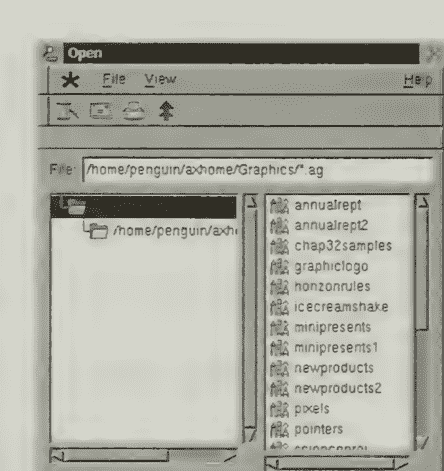 Open
File View Help
File: /home/penguin/axhome/Graphics/*.ag
/home/penguin/axh
annualrept
annualrept2
chap32samples
graphiclogo
horizonrules
icecreamshake
minipresents
minipresents1
newproducts
newproducts2
pixels
pointers